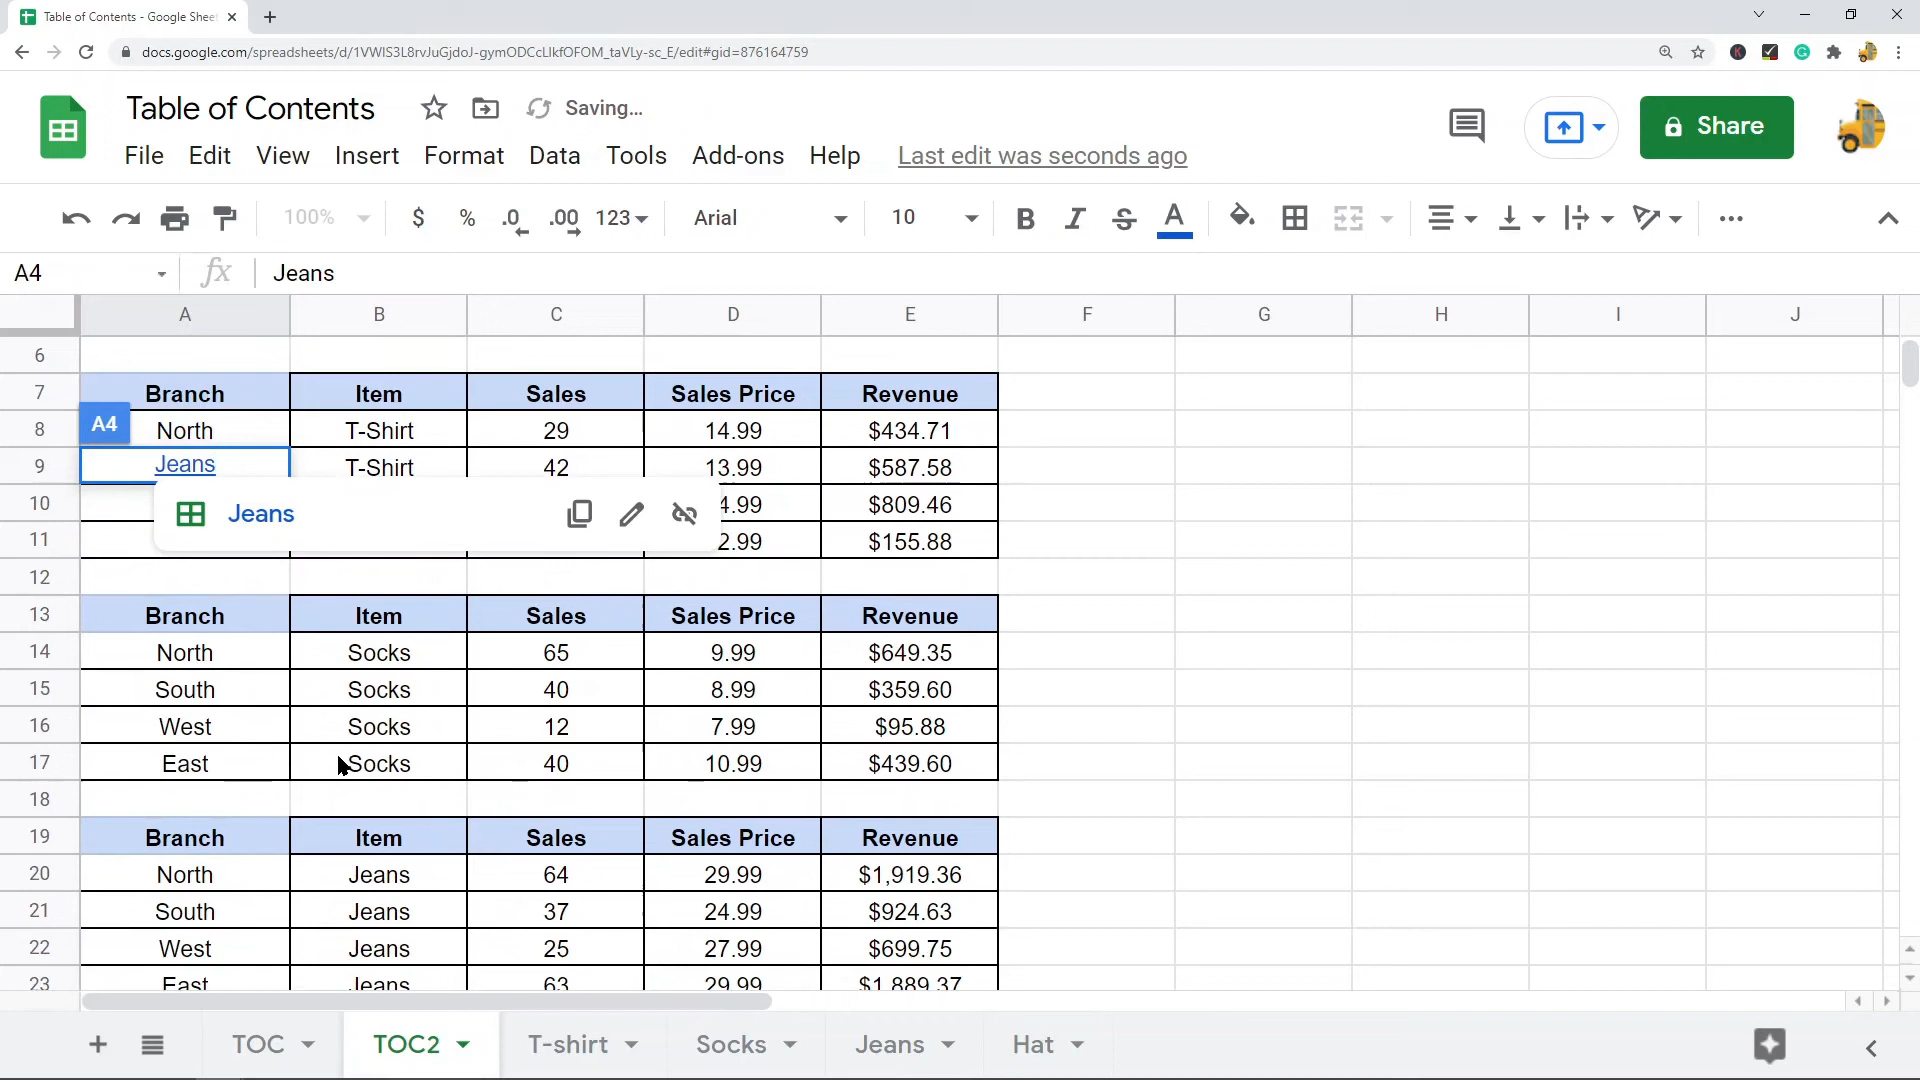 Table of Contents - Google Shee
docs.google.com/spreadsheets/d/1VWIS3L8rvJuGjdoJ-gymODCcLlkfOFOM_taVLy-sc_E/edit#gid=876164759
Table of Contents Saving...
File Edit View Insert Format Data Tools Add-ons Help Last edit was seconds ago
Share
100% $ % .0 .00 123 Arial 10 B I S A
A4 fx Jeans
A B C D E F G H I J
6
7 Branch Item Sales Sales Price Revenue
8 A4 North T-Shirt 29 14.99 $434.71
9 Jeans T-Shirt 42 13.99 $587.58
10 Jeans 4.99 $809.46
11 2.99 $155.88
12
13 Branch Item Sales Sales Price Revenue
14 North Socks 65 9.99 $649.35
15 South Socks 40 8.99 $359.60
16 West Socks 12 7.99 $95.88
17 East Socks 40 10.99 $439.60
18
19 Branch Item Sales Sales Price Revenue
20 North Jeans 64 29.99 $1,919.36
21 South Jeans 37 24.99 $924.63
22 West Jeans 25 27.99 $699.75
23 East Jeans 63 29.99 $1,889.37
TOC TOC2 T-shirt Socks Jeans Hat